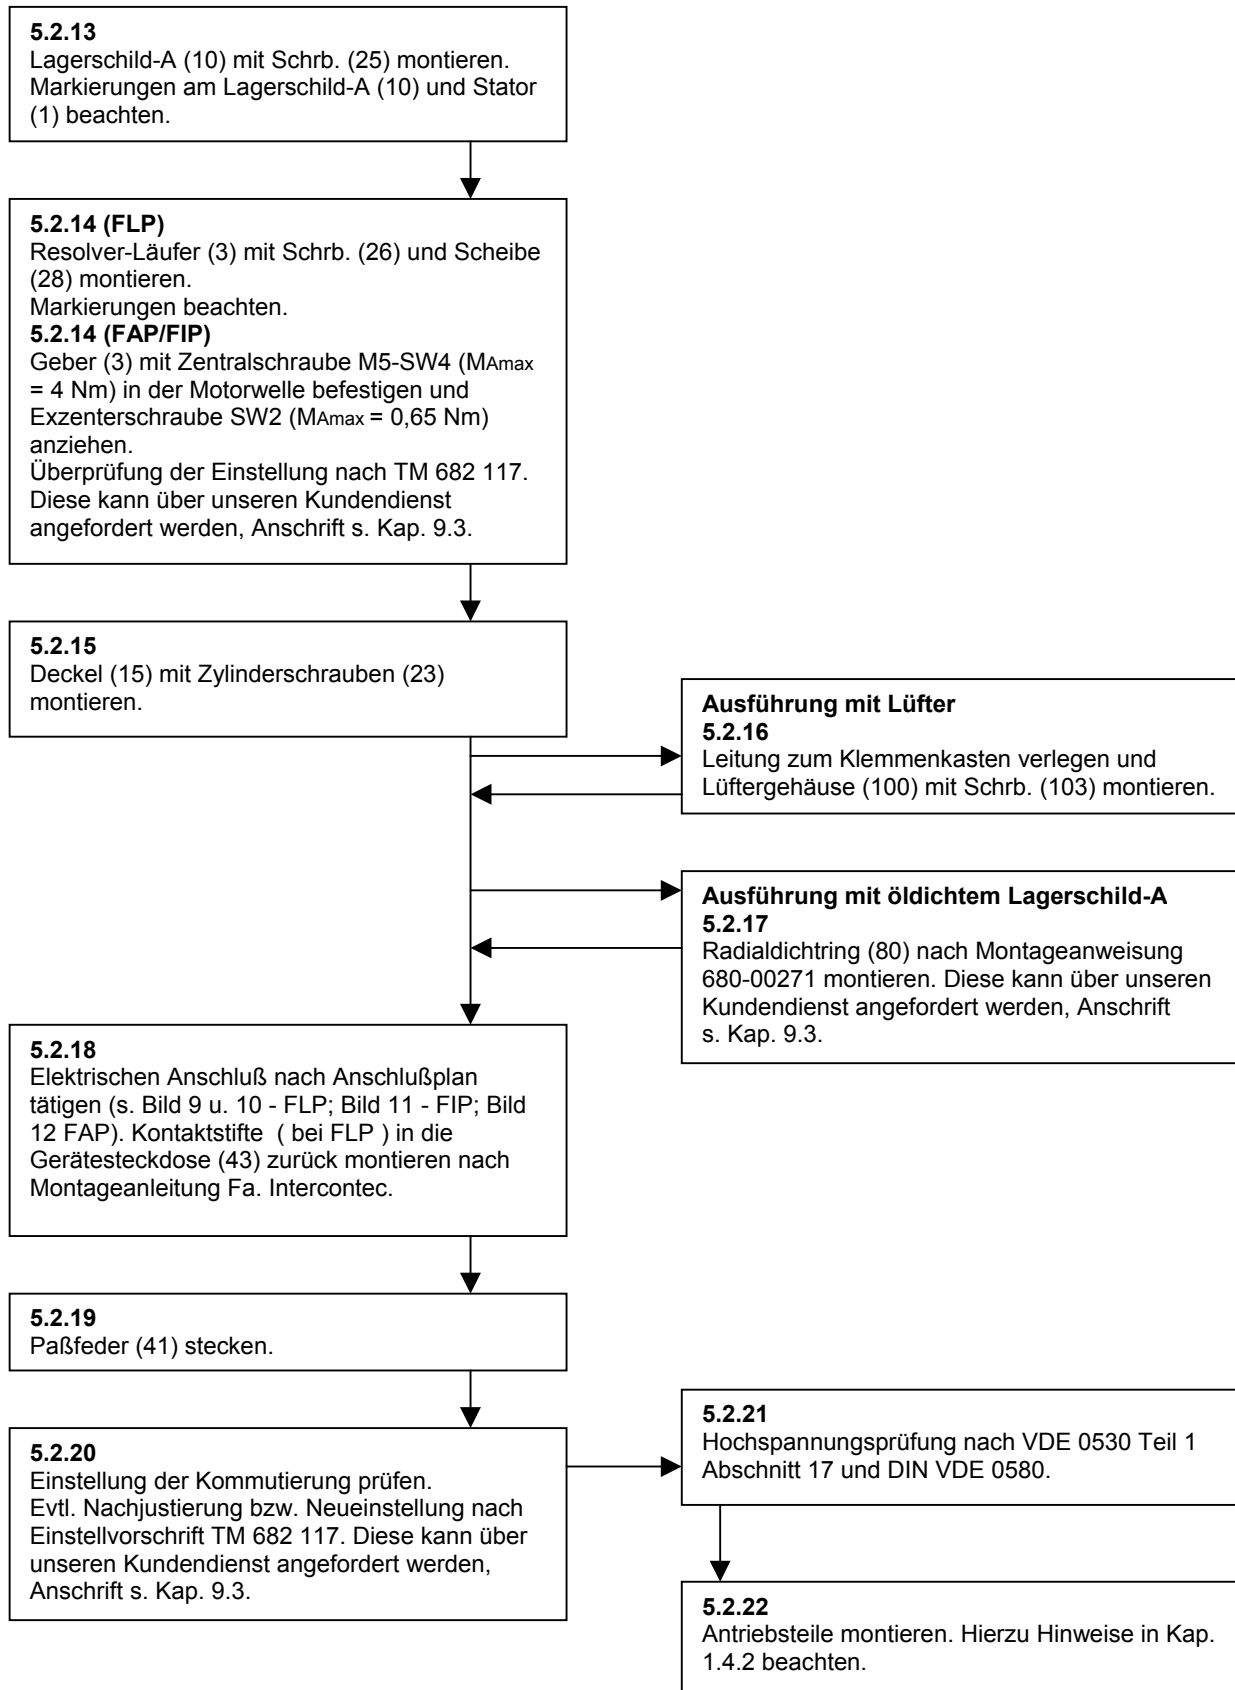 5.2.13
Lagerschild-A (10) mit Schrb. (25) montieren.
Markierungen am Lagerschild-A (10) und Stator
(1) beachten.
5.2.14 (FLP)
Resolver-Läufer (3) mit Schrb. (26) und Scheibe
(28) montieren.
Markierungen beachten.
5.2.14 (FAP/FIP)
Geber (3) mit Zentralschraube M5-SW4 (MAmax
= 4 Nm) in der Motorwelle befestigen und
Exzenterschraube SW2 (MAmax = 0,65 Nm)
anziehen.
Überprüfung der Einstellung nach TM 682 117.
Diese kann über unseren Kundendienst
angefordert werden, Anschrift s. Kap. 9.3.
5.2.15
Deckel (15) mit Zylinderschrauben (23)
montieren.
Ausführung mit Lüfter
5.2.16
Leitung zum Klemmenkasten verlegen und
Lüftergehäuse (100) mit Schrb. (103) montieren.
Ausführung mit öldichtem Lagerschild-A
5.2.17
Radialdichtring (80) nach Montageanweisung
680-00271 montieren. Diese kann über unseren
Kundendienst angefordert werden, Anschrift
s. Kap. 9.3.
5.2.18
Elektrischen Anschluß nach Anschlußplan
tätigen (s. Bild 9 u. 10 - FLP; Bild 11 - FIP; Bild
12 FAP). Kontaktstifte ( bei FLP ) in die
Gerätesteckdose (43) zurück montieren nach
Montageanleitung Fa. Intercontec.
5.2.19
Paßfeder (41) stecken.
5.2.20
Einstellung der Kommutierung prüfen.
Evtl. Nachjustierung bzw. Neueinstellung nach
Einstellvorschrift TM 682 117. Diese kann über
unseren Kundendienst angefordert werden,
Anschrift s. Kap. 9.3.
5.2.21
Hochspannungsprüfung nach VDE 0530 Teil 1
Abschnitt 17 und DIN VDE 0580.
5.2.22
Antriebsteile montieren. Hierzu Hinweise in Kap.
1.4.2 beachten.